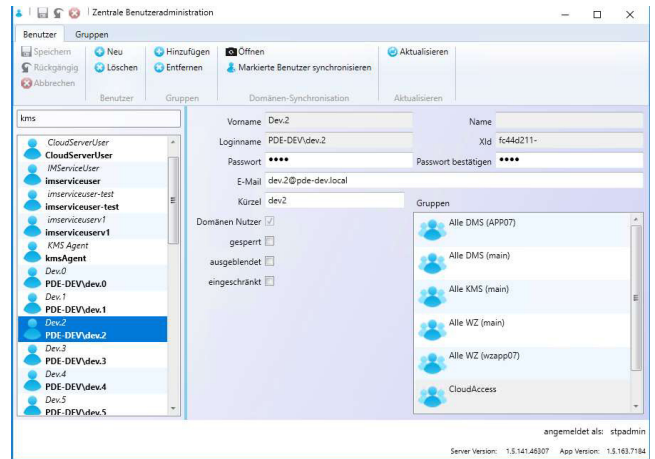 Zentrale Benutzeradministration
Benutzer Gruppen
Speichern Neu Hinzufügen Öffnen Aktualisieren
Rückgängig Löschen Entfernen Markierte Benutzer synchronisieren
Abbrechen
Benutzer Gruppen Domänen-Synchronisation Aktualisieren
kms
CloudServerUser
CloudServerUser
IMServiceUser
imserviceuser
imserviceuser-test
imserviceuser-test
imserviceuserv1
imserviceuserv1
KMS Agent
kmsAgent
Dev.0
PDE-DEV\dev.0
Dev.1
PDE-DEV\dev.1
Dev.2
PDE-DEV\dev.2
Dev.3
PDE-DEV\dev.3
Dev.4
PDE-DEV\dev.4
Dev.5
PDE-DEV\dev.5
Vorname Dev.2 Name
Loginname PDE-DEV\dev.2 XId fc44d211-
Passwort •••• Passwort bestätigen ••••
E-Mail dev.2@pde-dev.local
Kürzel dev2
Domänen Nutzer
gesperrt
ausgeblendet
eingeschränkt
Gruppen
Alle DMS (APP07)
Alle DMS (main)
Alle KMS (main)
Alle WZ (main)
Alle WZ (wzapp07)
CloudAccess
angemeldet als: stpadmin
Server Version: 1.5.141.46307 App Version: 1.5.163.7184